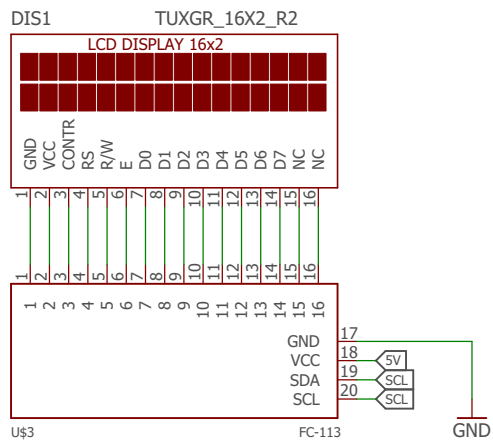 DIS1 TUXGR_16X2_R2
LCD DISPLAY 16x2
GND VCC CONTR RS R/W E D0 D1 D2 D3 D4 D5 D6 D7 NC NC
1 2 3 4 5 6 7 8 9 10 11 12 13 14 15 16
1 2 3 4 5 6 7 8 9 10 11 12 13 14 15 16
1 2 3 4 5 6 7 8 9 10 11 12 13 14 15 16
GND 17
VCC 18 5V
SDA 19 SCL
SCL 20 SCL
U$3 FC-113 GND